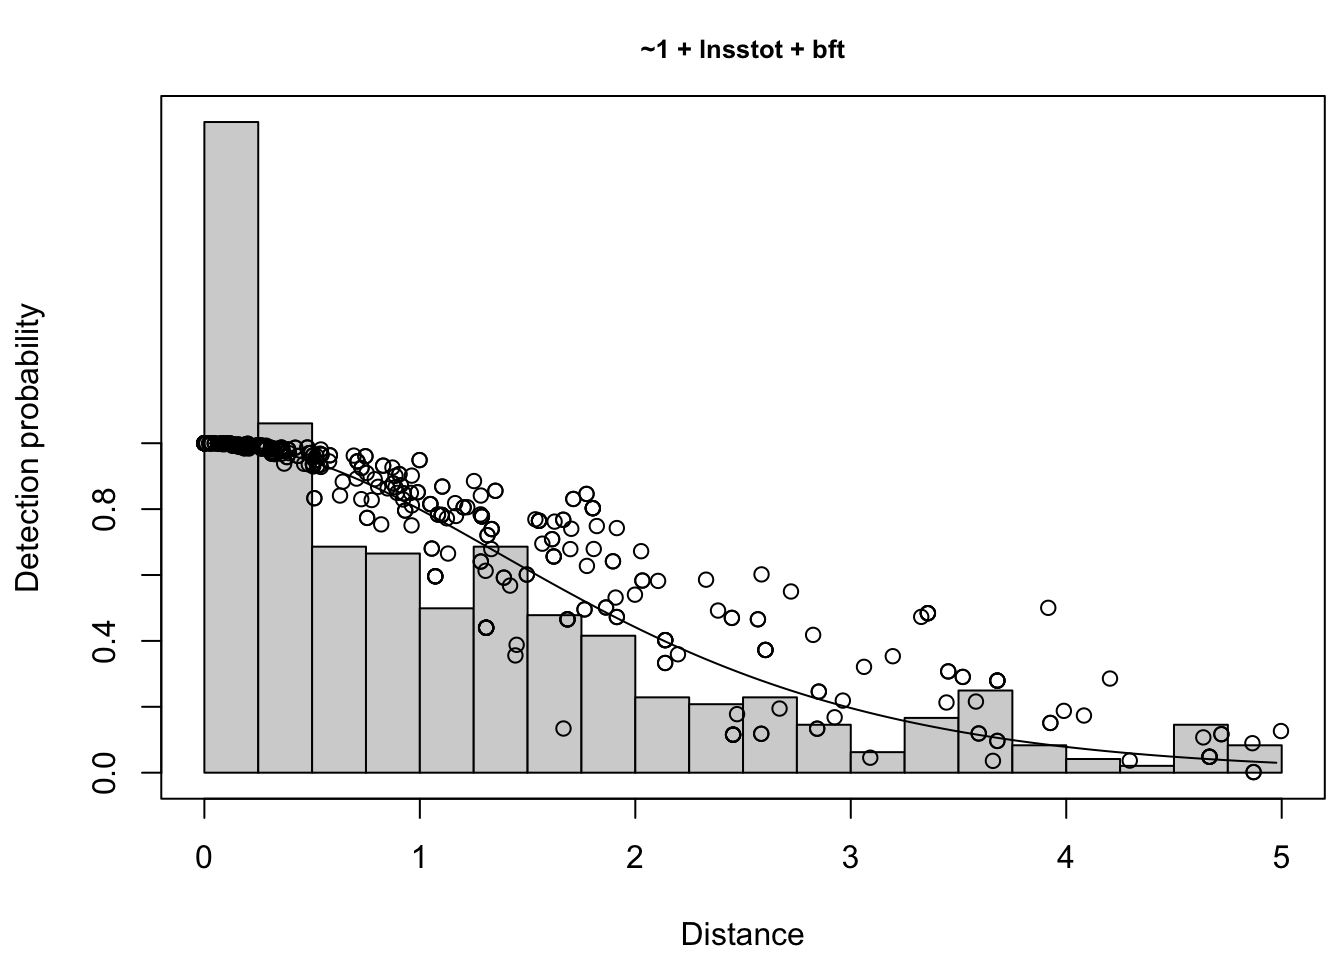 ~1 + lnsstot + bft
Detection probability
0.8
0.4
0.0
0 1 2 3 4 5
Distance